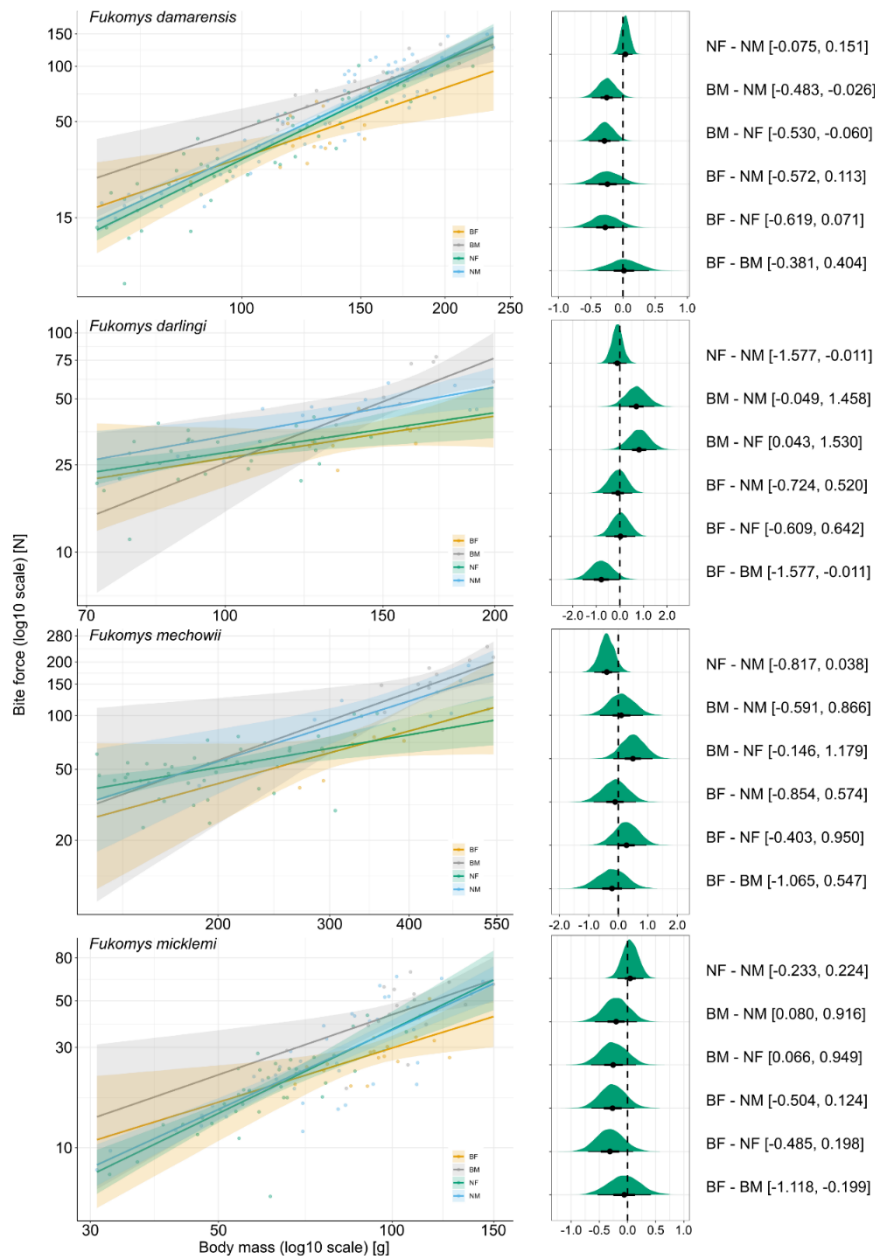 Fukomys damarensis
150
100
50
15
BF
BM
NF
NM
100
150
200
250
NF - NM [-0.075, 0.151]
BM - NM [-0.483, -0.026]
BM - NF [-0.530, -0.060]
BF - NM [-0.572, 0.113]
BF - NF [-0.619, 0.071]
BF - BM [-0.381, 0.404]
-1.0 -0.5 0.0 0.5 1.0
Fukomys darlingi
100
75
50
25
10
BF
BM
NF
NM
70
100
150
200
NF - NM [-1.577, -0.011]
BM - NM [-0.049, 1.458]
BM - NF [0.043, 1.530]
BF - NM [-0.724, 0.520]
BF - NF [-0.609, 0.642]
BF - BM [-1.577, -0.011]
-2.0 -1.0 0.0 1.0 2.0
Bite force (log10 scale) [N]
Fukomys mechowii
280
200
150
100
50
20
BF
BM
NF
NM
200
300
400
550
NF - NM [-0.817, 0.038]
BM - NM [-0.591, 0.866]
BM - NF [-0.146, 1.179]
BF - NM [-0.854, 0.574]
BF - NF [-0.403, 0.950]
BF - BM [-1.065, 0.547]
-2.0 -1.0 0.0 1.0 2.0
Fukomys micklemi
80
50
30
10
BF
BM
NF
NM
30
50
100
150
Body mass (log10 scale) [g]
NF - NM [-0.233, 0.224]
BM - NM [0.080, 0.916]
BM - NF [0.066, 0.949]
BF - NM [-0.504, 0.124]
BF - NF [-0.485, 0.198]
BF - BM [-1.118, -0.199]
-1.0 -0.5 0.0 0.5 1.0